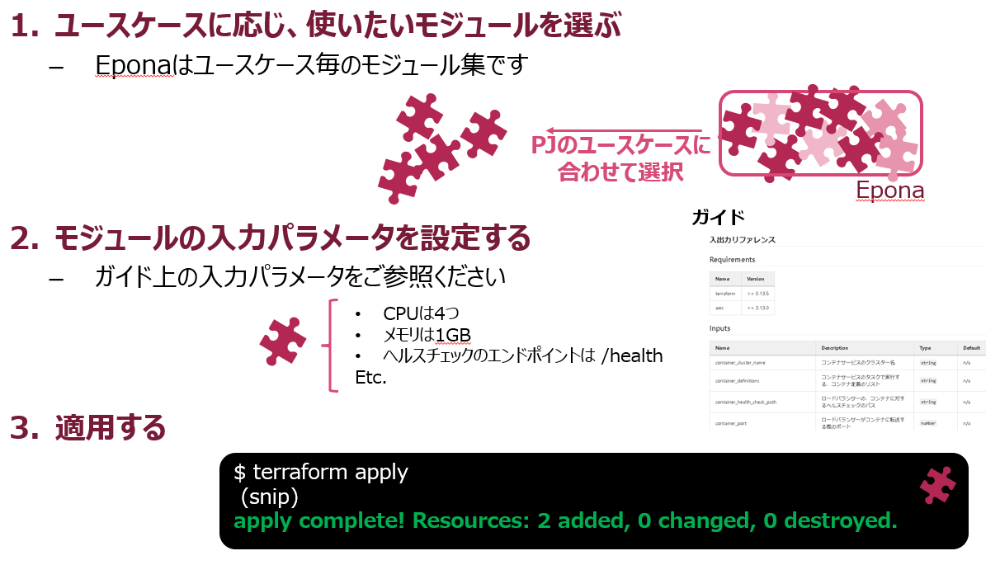 1. ユースケースに応じ、使いたいモジュールを選ぶ
– Eponaはユースケース毎のモジュール集です
PJのユースケースに
合わせて選択
Epona
2. モジュールの入力パラメータを設定する
– ガイド上の入力パラメータをご参照ください
• CPUは4つ
• メモリは1GB
• ヘルスチェックのエンドポイントは /health
Etc.
ガイド
入出力リファレンス
Requirements
Name Version
terraform >= 0.13.5
aws >= 3.13.0
Inputs
Name Description Type Default
container_cluster_name コンテナサービスのクラスター名 string n/a
container_definitions コンテナサービスのタスクで実行す
る、コンテナ定義のリスト string n/a
container_health_check_path ロードバランサーの、コンテナに対す
るヘルスチェックのパス string n/a
container_port ロードバランサーがコンテナに転送す
る際のポート number n/a
3. 適用する
$ terraform apply
(snip)
apply complete! Resources: 2 added, 0 changed, 0 destroyed.